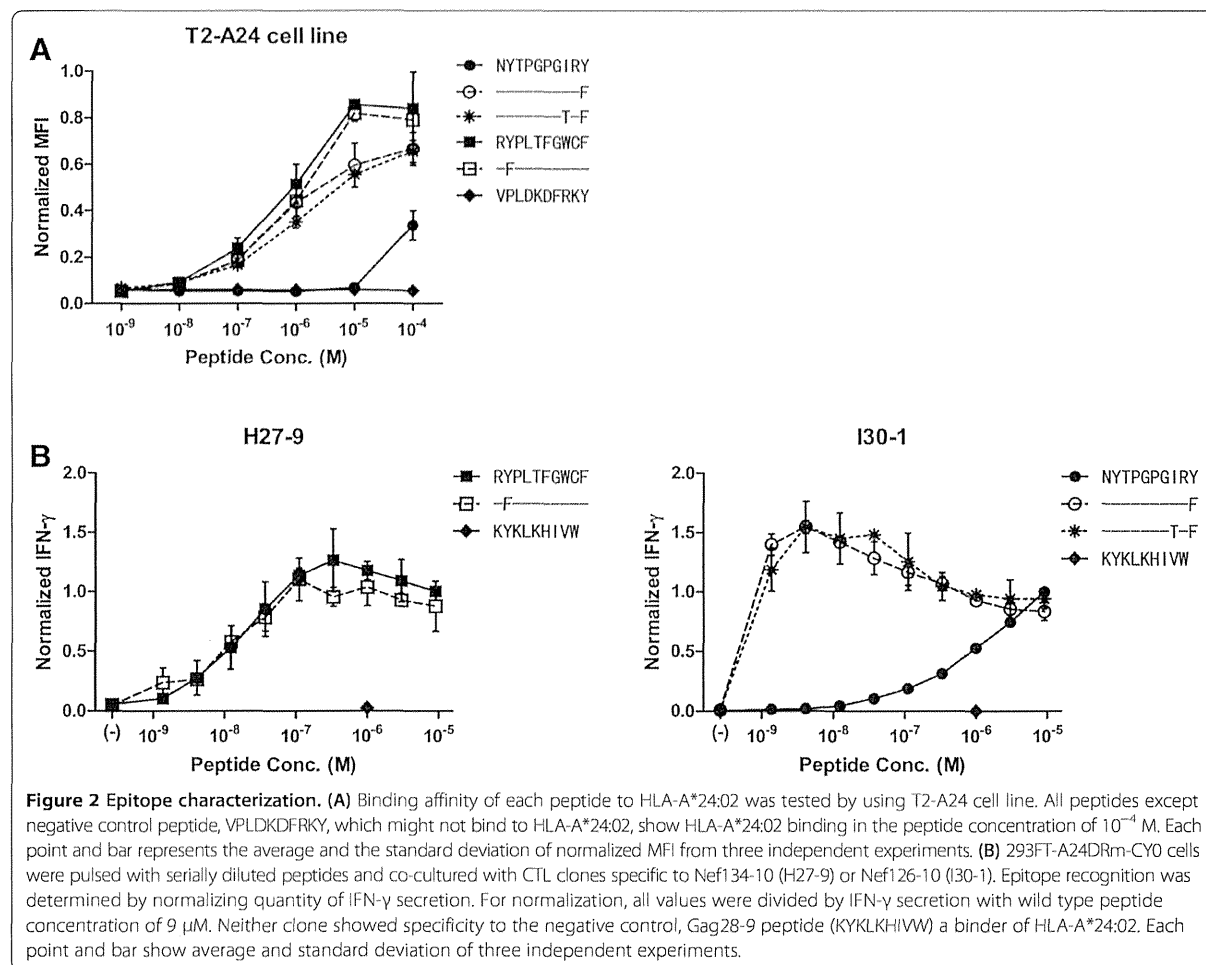 A
T2-A24 cell line
Normalized MFI
1.0
0.8
0.6
0.4
0.2
0.0
10⁻⁹ 10⁻⁸ 10⁻⁷ 10⁻⁶ 10⁻⁵ 10⁻⁴
Peptide Conc. (M)
NYTPGPGIRY
—————————F
———————T-F
RYPLTFGWCF
-F————————
VPLDKDFRKY
B
H27-9
Normalized IFN-γ
2.0
1.5
1.0
0.5
0.0
(-) 10⁻⁹ 10⁻⁸ 10⁻⁷ 10⁻⁶ 10⁻⁵
Peptide Conc. (M)
RYPLTFGWCF
-F————————
KYKLKHIVW
I30-1
Normalized IFN-γ
2.0
1.5
1.0
0.5
0.0
(-) 10⁻⁹ 10⁻⁸ 10⁻⁷ 10⁻⁶ 10⁻⁵
Peptide Conc. (M)
NYTPGPGIRY
—————————F
———————T-F
KYKLKHIVW
Figure 2 Epitope characterization. (A) Binding affinity of each peptide to HLA-A*24:02 was tested by using T2-A24 cell line. All peptides except
negative control peptide, VPLDKDFRKY, which might not bind to HLA-A*24:02, show HLA-A*24:02 binding in the peptide concentration of 10⁻⁴ M. Each
point and bar represents the average and the standard deviation of normalized MFI from three independent experiments. (B) 293FT-A24DRm-CY0 cells
were pulsed with serially diluted peptides and co-cultured with CTL clones specific to Nef134-10 (H27-9) or Nef126-10 (I30-1). Epitope recognition was
determined by normalizing quantity of IFN-γ secretion. For normalization, all values were divided by IFN-γ secretion with wild type peptide
concentration of 9 μM. Neither clone showed specificity to the negative control, Gag28-9 peptide (KYKLKHIVW) a binder of HLA-A*24:02. Each
point and bar show average and standard deviation of three independent experiments.